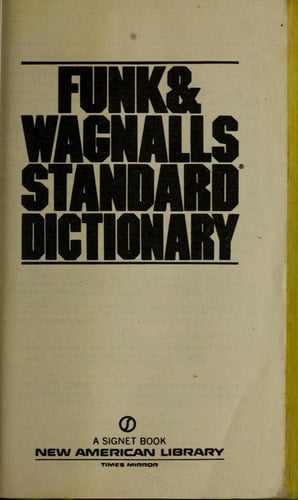 FUNK &
WAGNALLS
STANDARD®
DICTIONARY
A SIGNET BOOK
NEW AMERICAN LIBRARY
TIMES MIRROR